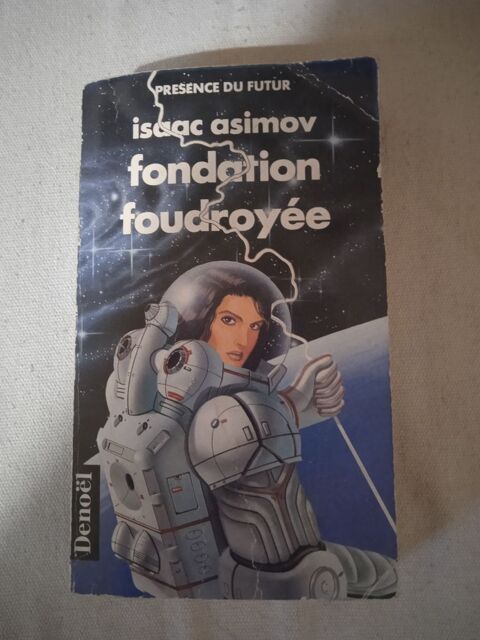 PRESENCE DU FUTUR
isaac asimov
fondation
foudroyée
Denoël